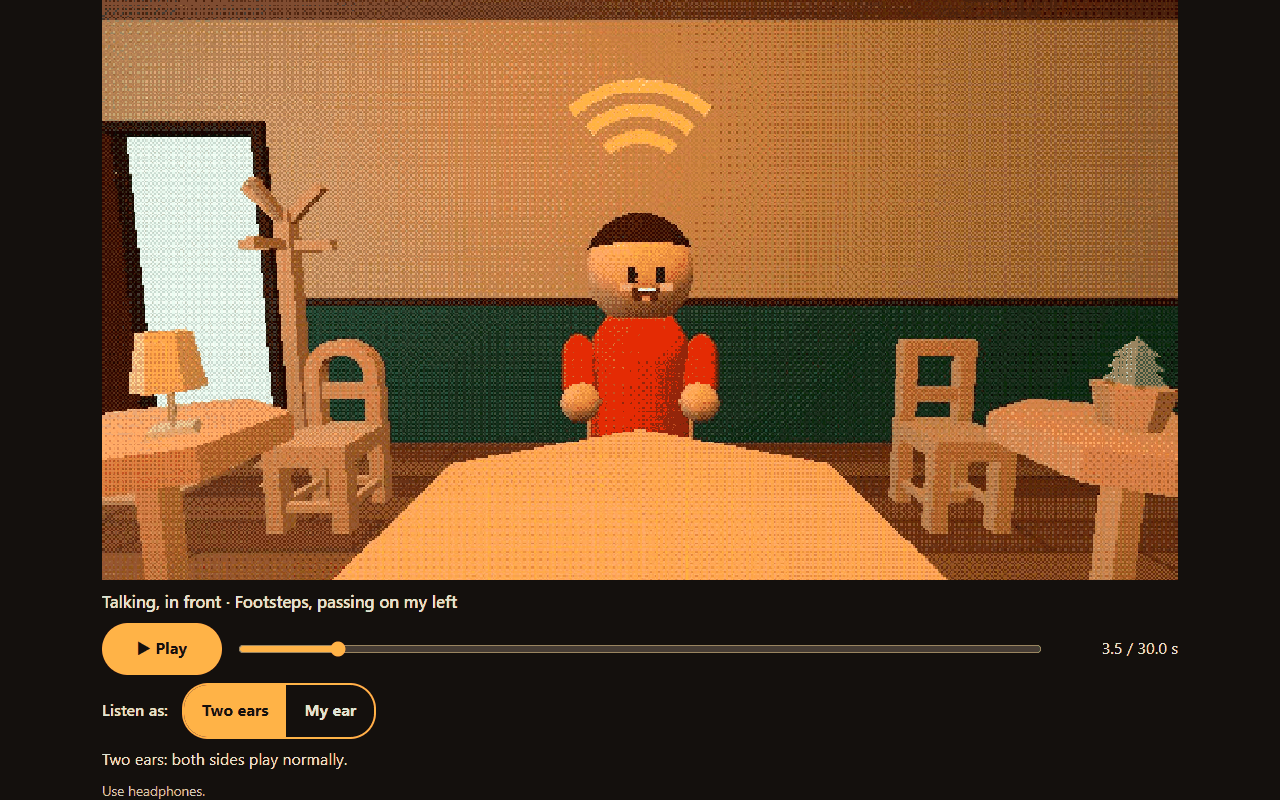 Talking, in front · Footsteps, passing on my left
▶ Play
3.5 / 30.0 s
Listen as:
Two ears
My ear
Two ears: both sides play normally.
Use headphones.